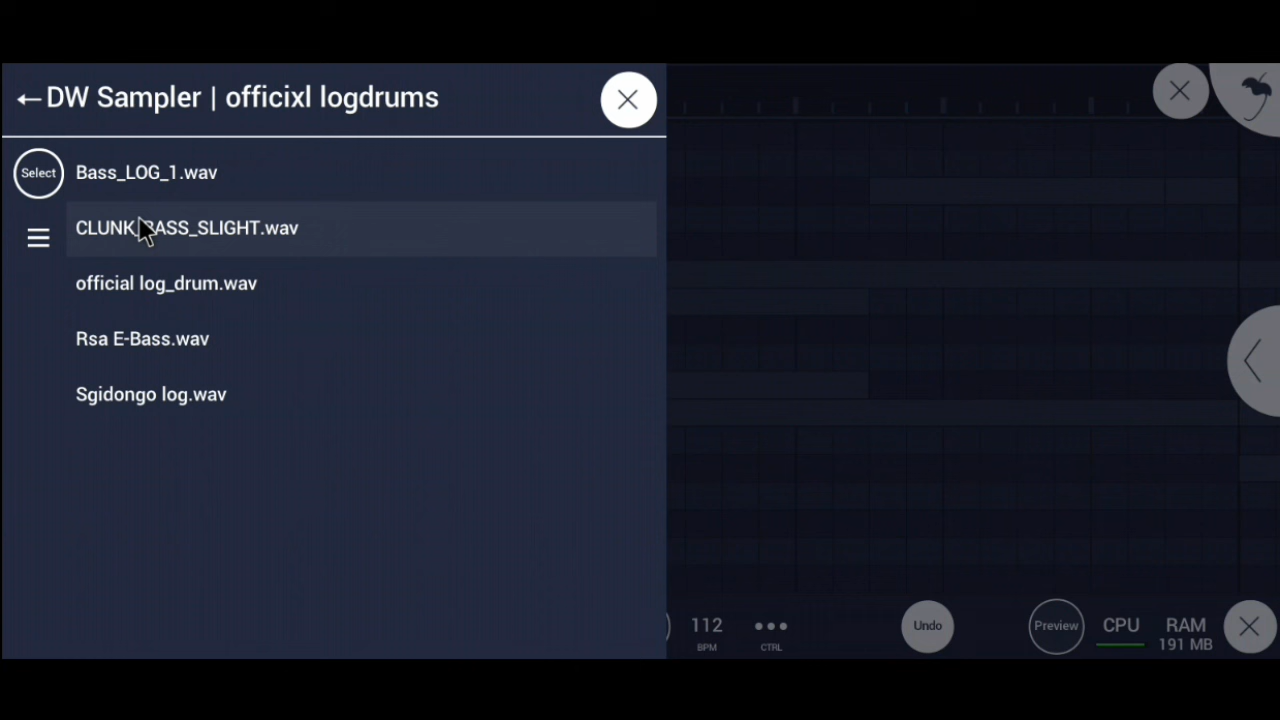 ←DW Sampler | officixl logdrums
Select
Bass_LOG_1.wav
CLUNK_BASS_SLIGHT.wav
official log_drum.wav
Rsa E-Bass.wav
Sgidongo log.wav
112
BPM
CTRL
Undo
Preview
CPU
RAM
191 MB